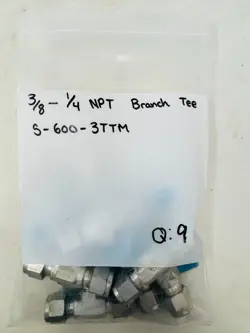 3/8 - 1/4 NPT Branch Tee
S-600-3TTM
Q: 9